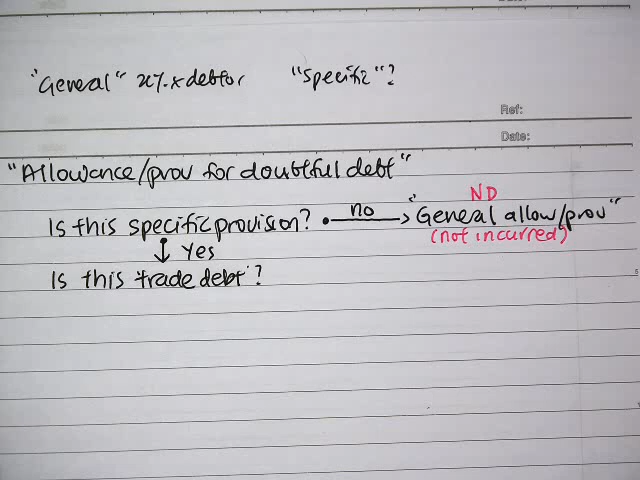 "General" x% x debtor "Specific"?
Ref:
Date:
"Allowance/prov for doubtful debt"
ND
Is this specific provision? no "General allow/prov"
(not incurred)
Yes
Is this trade debt?